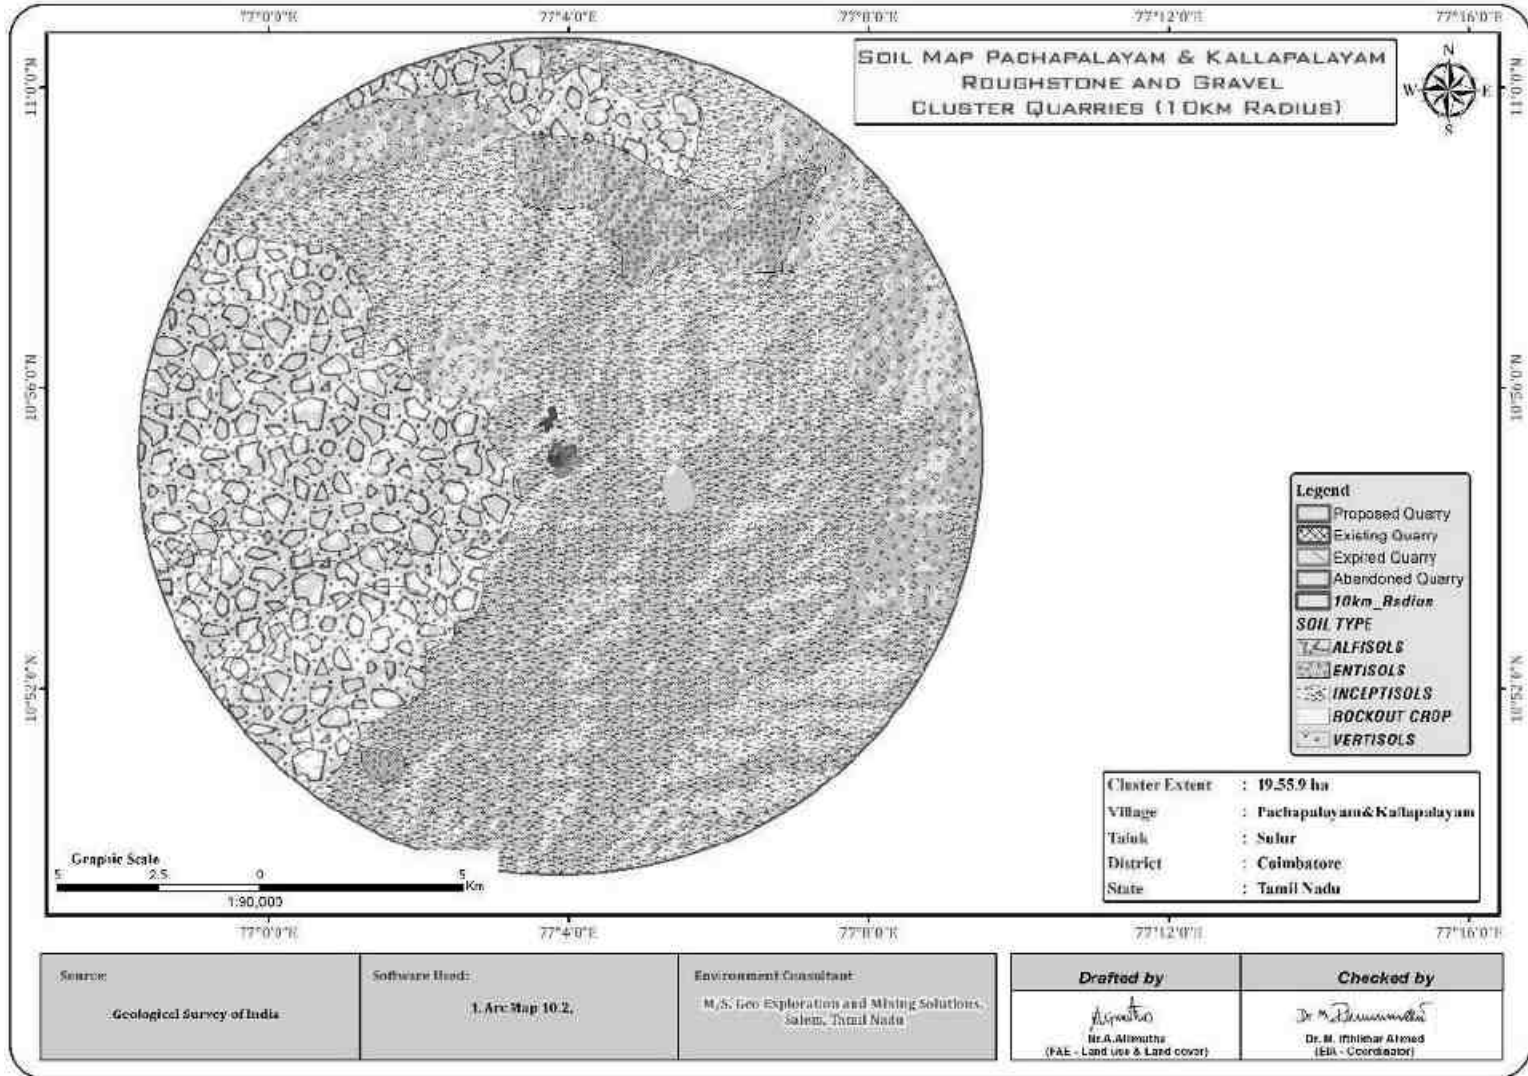 77°0'0"E 77°4'0"E 77°8'0"E 77°12'0"E 77°16'0"E
SOIL MAP PACHAPALAYAM & KALLAPALAYAM
ROUGHSTONE AND GRAVEL
CLUSTER QUARRIES (10KM RADIUS)
N
W E
S
11°0'0"N 11°0'0"N
10°56'0"N 10°56'0"N
10°52'0"N 10°52'0"N
Legend
Proposed Quarry
Existing Quarry
Expired Quarry
Abandoned Quarry
10km_Radius
SOIL TYPE
ALFISOLS
ENTISOLS
INCEPTISOLS
ROCKOUT CROP
VERTISOLS
Cluster Extent : 19.55.9 ha
Village : Pachapalayam&Kallapalayam
Taluk : Sulur
District : Coimbatore
State : Tamil Nadu
Graphic Scale
5 2.5 0 5
Km
1:90,000
77°0'0"E 77°4'0"E 77°8'0"E 77°12'0"E 77°16'0"E
Source:
Geological Survey of India
Software Used:
1. Arc Map 10.2,
Environment Consultant
M/S. Geo Exploration and Mining Solutions,
Salem, Tamil Nadu
Drafted by
Mr.A.Allimuthu
(FAE - Land use & Land cover)
Checked by
Dr. M. Ifthikhar Ahmed
(EIA - Coordinator)